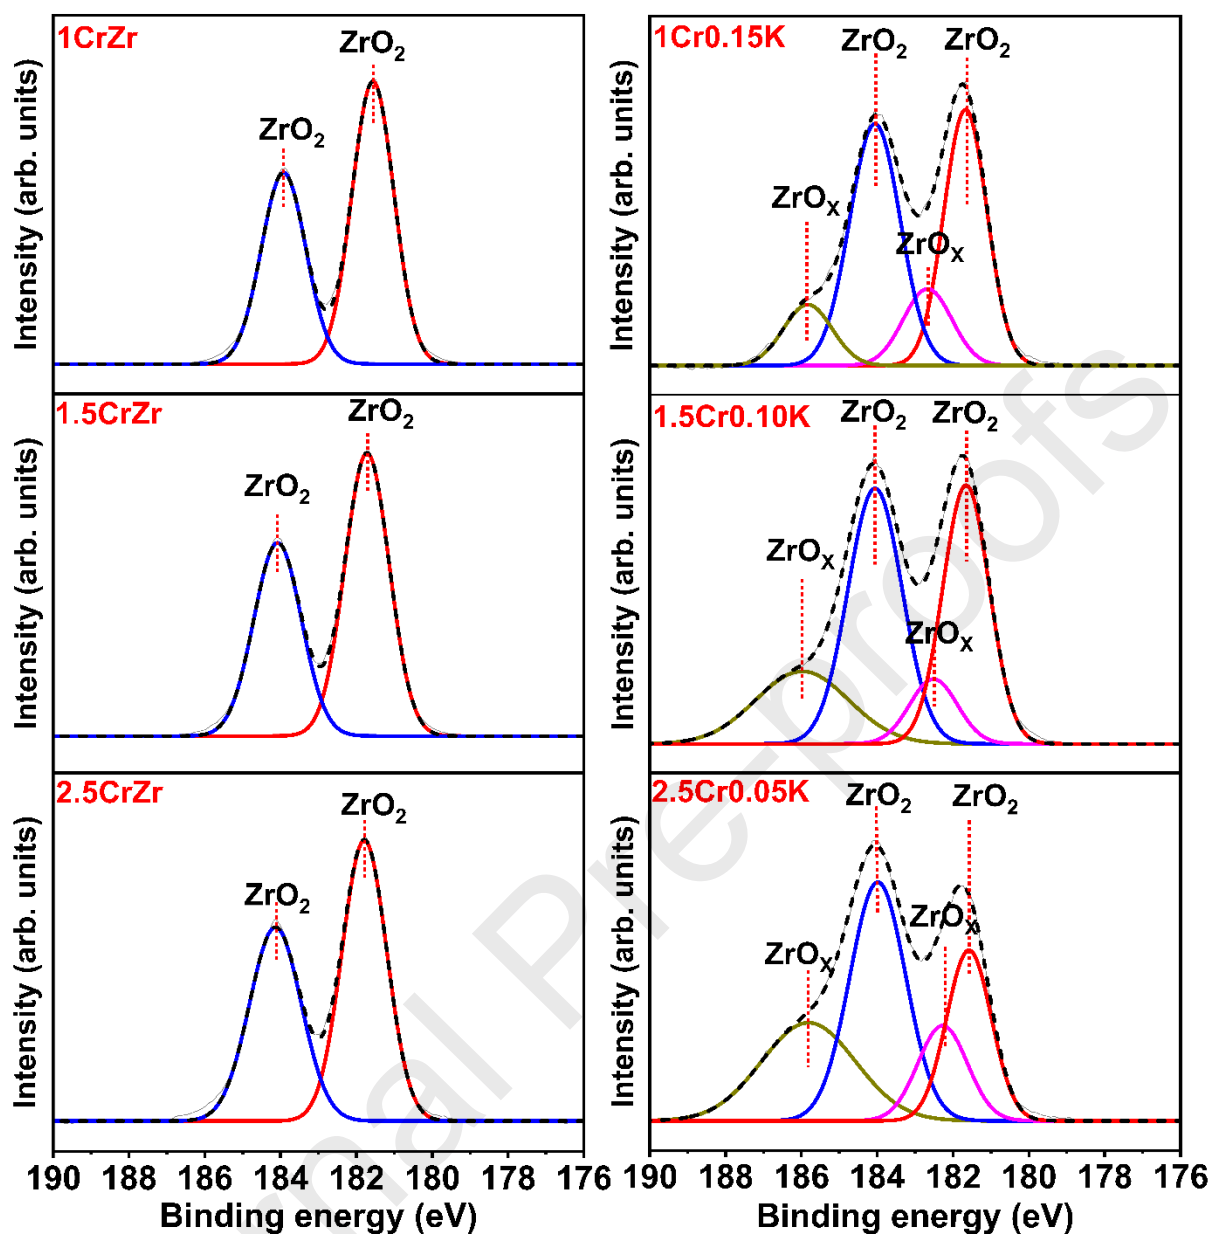 1CrZr
ZrO₂
ZrO₂
Intensity (arb. units)
1.5CrZr
ZrO₂
ZrO₂
Intensity (arb. units)
2.5CrZr
ZrO₂
ZrO₂
Intensity (arb. units)
190 188 186 184 182 180 178 176
Binding energy (eV)
1Cr0.15K
ZrO₂
ZrO₂
ZrOₓ
ZrOₓ
Intensity (arb. units)
1.5Cr0.10K
ZrO₂
ZrO₂
ZrOₓ
ZrOₓ
Intensity (arb. units)
2.5Cr0.05K
ZrO₂
ZrO₂
ZrOₓ
ZrOₓ
Intensity (arb. units)
190 188 186 184 182 180 178 176
Binding energy (eV)
rnal Pre-proofs